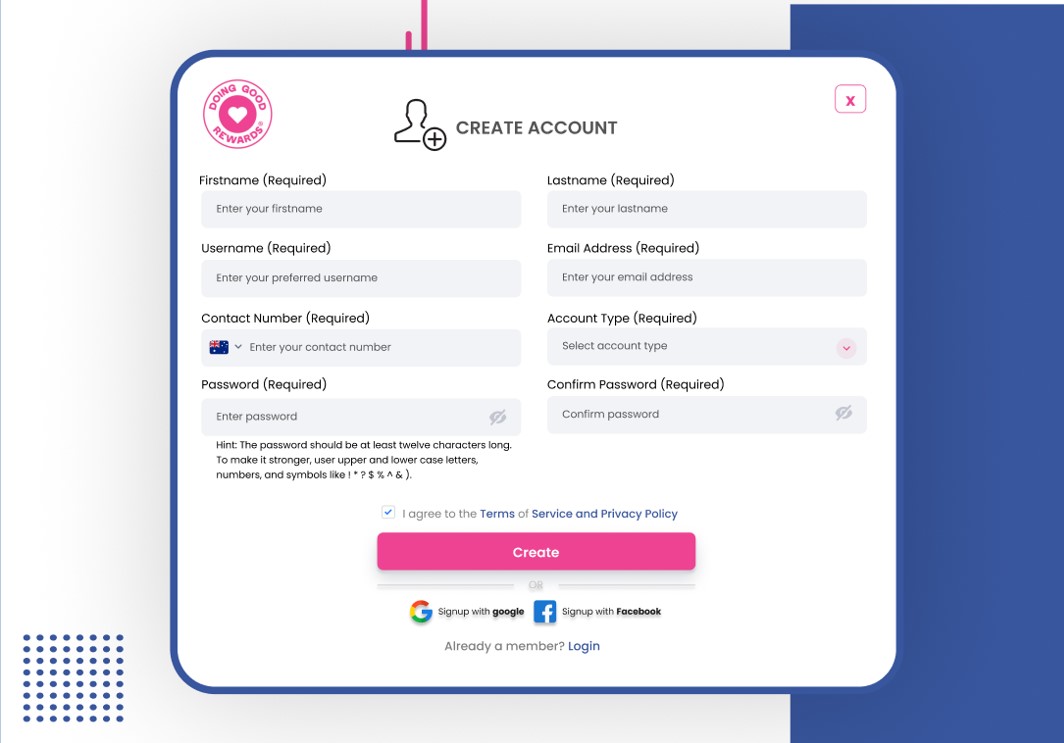 DOING GOOD
REWARDS®
CREATE ACCOUNT
x
Firstname (Required)
Enter your firstname
Lastname (Required)
Enter your lastname
Username (Required)
Enter your preferred username
Email Address (Required)
Enter your email address
Contact Number (Required)
Enter your contact number
Account Type (Required)
Select account type
Password (Required)
Enter password
Confirm Password (Required)
Confirm password
Hint: The password should be at least twelve characters long.
To make it stronger, user upper and lower case letters,
numbers, and symbols like ! * ? $ % ^ & ).
I agree to the Terms of Service and Privacy Policy
Create
OR
Signup with google
Signup with Facebook
Already a member? Login